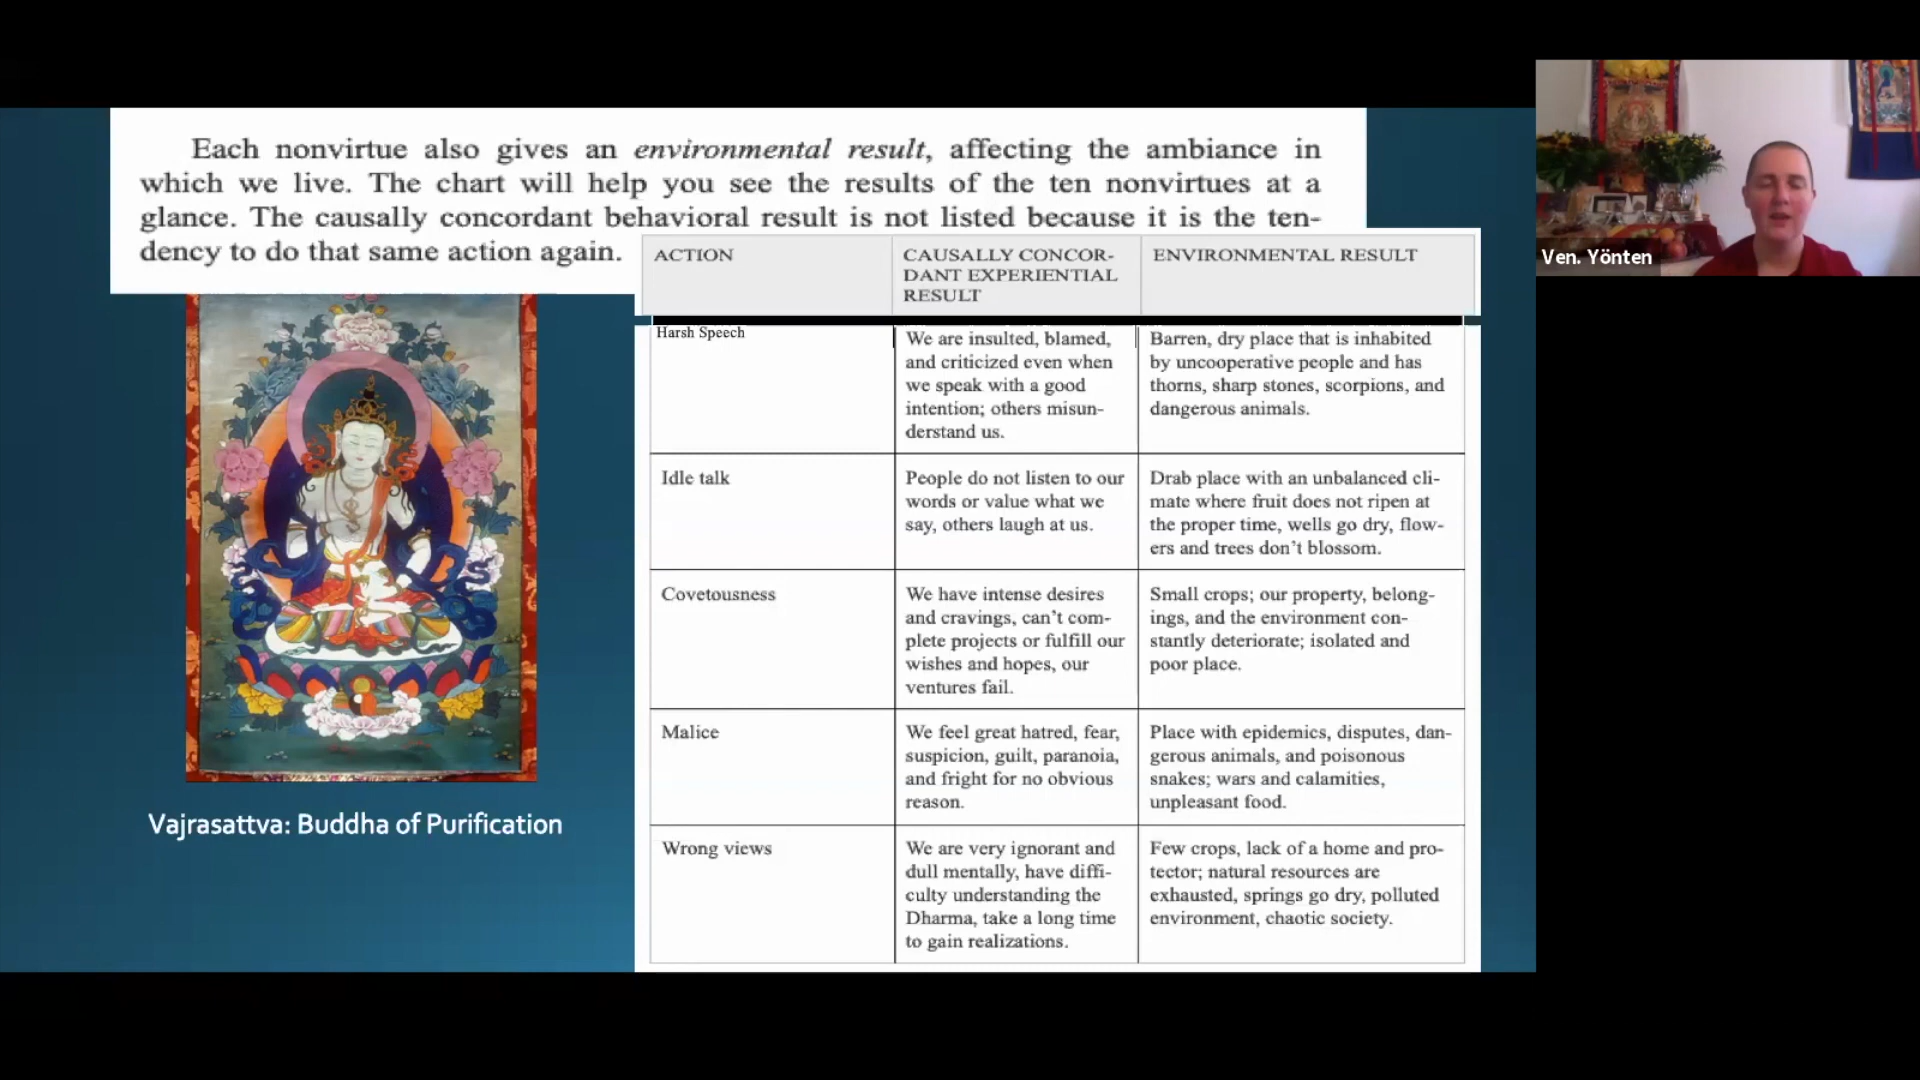 Each nonvirtue also gives an environmental result, affecting the ambiance in
which we live. The chart will help you see the results of the ten nonvirtues at a
glance. The causally concordant behavioral result is not listed because it is the ten-
dency to do that same action again.
ACTION
CAUSALLY CONCOR-
DANT EXPERIENTIAL
RESULT
ENVIRONMENTAL RESULT
Harsh Speech
We are insulted, blamed,
and criticized even when
we speak with a good
intention; others misun-
derstand us.
Barren, dry place that is inhabited
by uncooperative people and has
thorns, sharp stones, scorpions, and
dangerous animals.
Idle talk
People do not listen to our
words or value what we
say, others laugh at us.
Drab place with an unbalanced cli-
mate where fruit does not ripen at
the proper time, wells go dry, flow-
ers and trees don't blossom.
Covetousness
We have intense desires
and cravings, can't com-
plete projects or fulfill our
wishes and hopes, our
ventures fail.
Small crops; our property, belong-
ings, and the environment con-
stantly deteriorate; isolated and
poor place.
Malice
We feel great hatred, fear,
suspicion, guilt, paranoia,
and fright for no obvious
reason.
Place with epidemics, disputes, dan-
gerous animals, and poisonous
snakes; wars and calamities,
unpleasant food.
Wrong views
We are very ignorant and
dull mentally, have diffi-
culty understanding the
Dharma, take a long time
to gain realizations.
Few crops, lack of a home and pro-
tector; natural resources are
exhausted, springs go dry, polluted
environment, chaotic society.
Vajrasattva: Buddha of Purification
Ven. Yönten